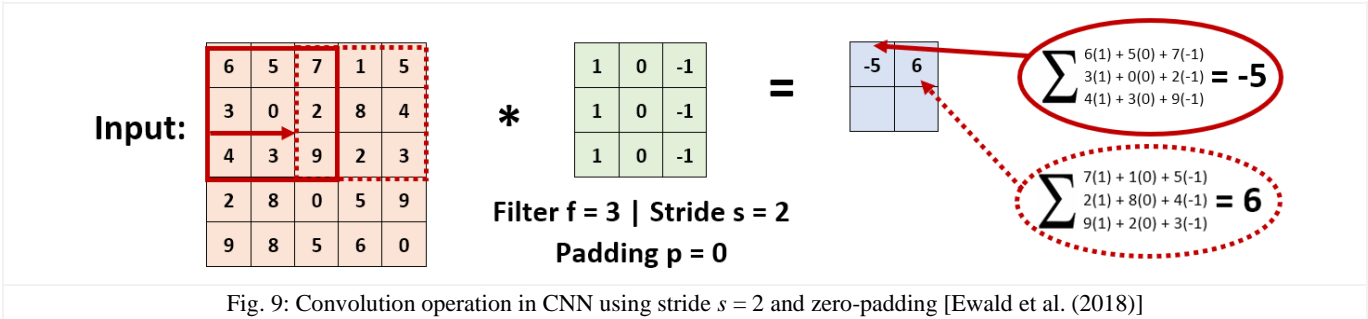 Input:
6 5 7 1 5
3 0 2 8 4
4 3 9 2 3
2 8 0 5 9
9 8 5 6 0
*
1 0 -1
1 0 -1
1 0 -1
Filter f = 3 | Stride s = 2
Padding p = 0
=
-5 6
∑ 6(1) + 5(0) + 7(-1)
3(1) + 0(0) + 2(-1) = -5
4(1) + 3(0) + 9(-1)
∑ 7(1) + 1(0) + 5(-1)
2(1) + 8(0) + 4(-1) = 6
9(1) + 2(0) + 3(-1)
Fig. 9: Convolution operation in CNN using stride s = 2 and zero-padding [Ewald et al. (2018)]